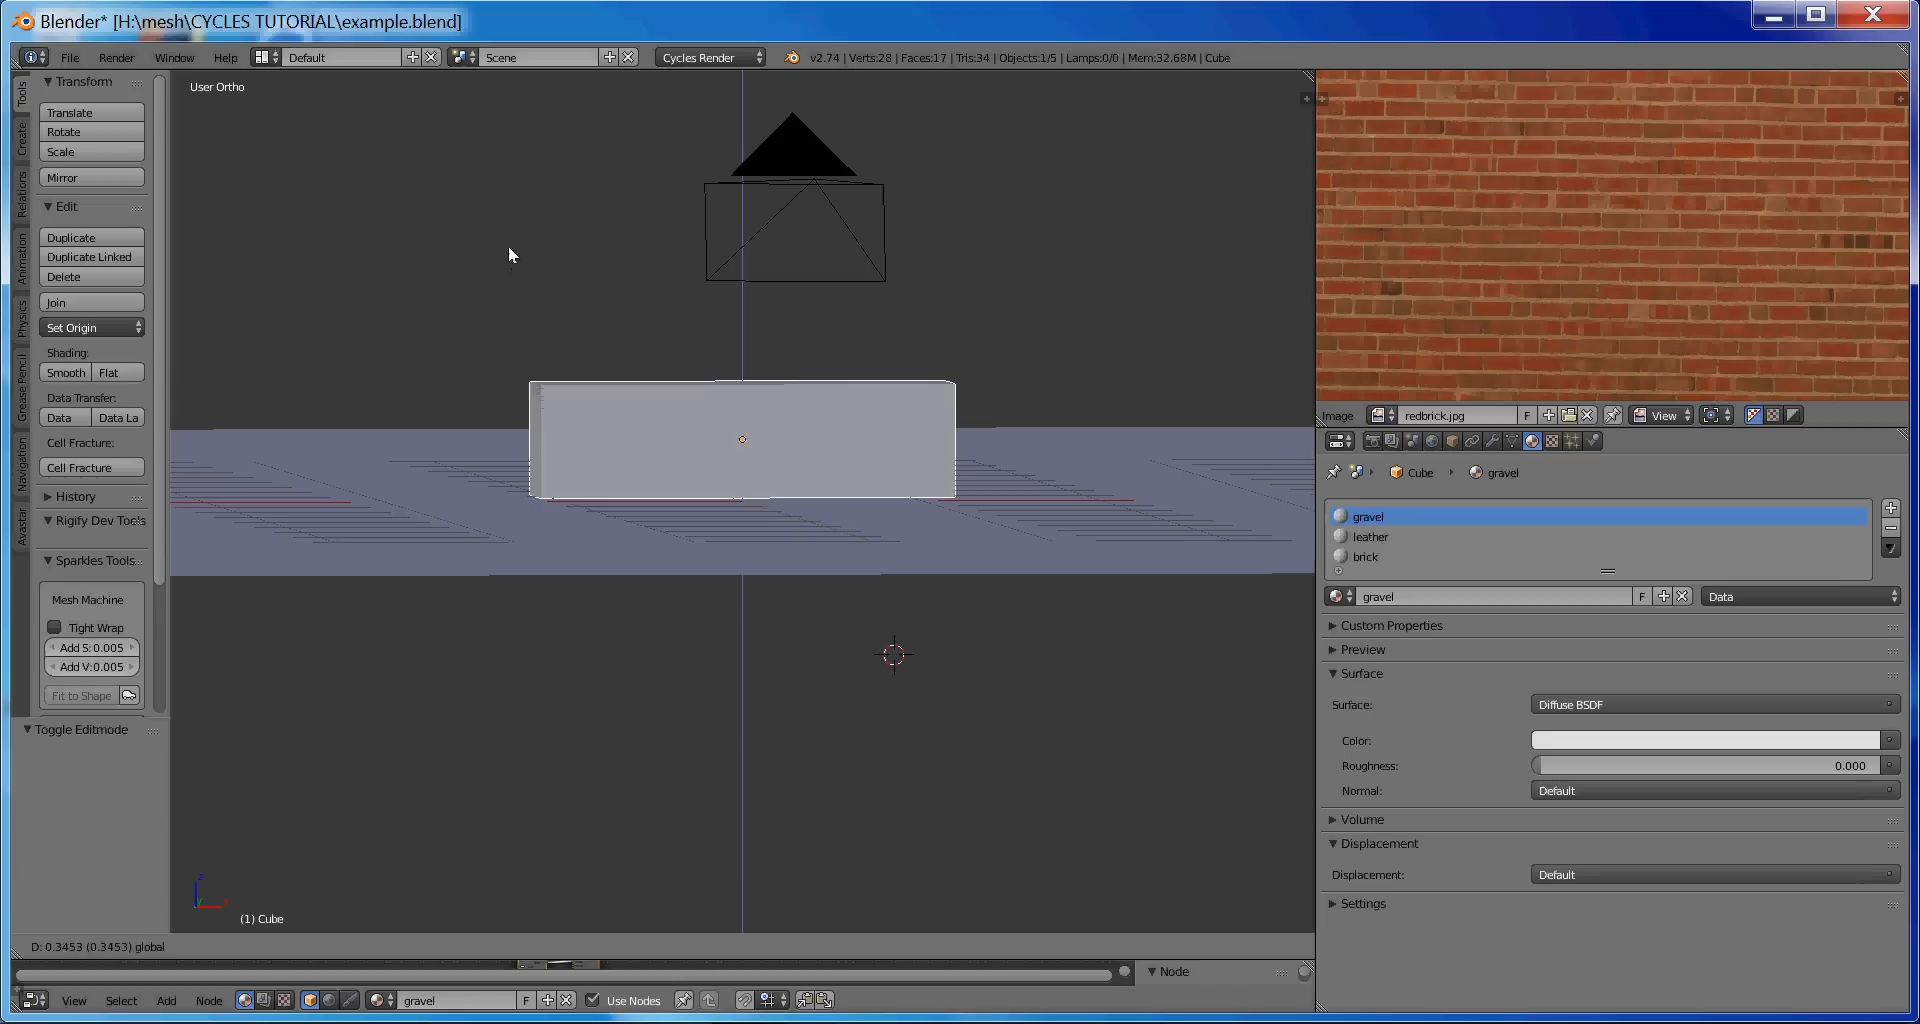 Blender* [H:\mesh\CYCLES TUTORIAL\example.blend]
File Render Window Help Default Scene Cycles Render v2.74 | Verts:28 | Faces:17 | Tris:34 | Objects:1/5 | Lamps:0/0 | Mem:32.68M | Cube
Tools
Create
Relations
Animation
Physics
Grease Pencil
Navigation
Avastar
Transform
Translate
Rotate
Scale
Mirror
Edit
Duplicate
Duplicate Linked
Delete
Join
Set Origin
Shading:
Smooth Flat
Data Transfer:
Data Data La
Cell Fracture:
Cell Fracture
History
Rigify Dev Tools
Sparkles Tools
Mesh Machine
Tight Wrap
Add S:0.005
Add V:0.005
Fit to Shape
Toggle Editmode
User Ortho
z
(1) Cube
D: 0.3453 (0.3453) global
Node
View Select Add Node gravel F Use Nodes
Image redbrick.jpg F View
Cube gravel
gravel
leather
brick
gravel F Data
Custom Properties
Preview
Surface
Surface: Diffuse BSDF
Color:
Roughness: 0.000
Normal: Default
Volume
Displacement
Displacement: Default
Settings